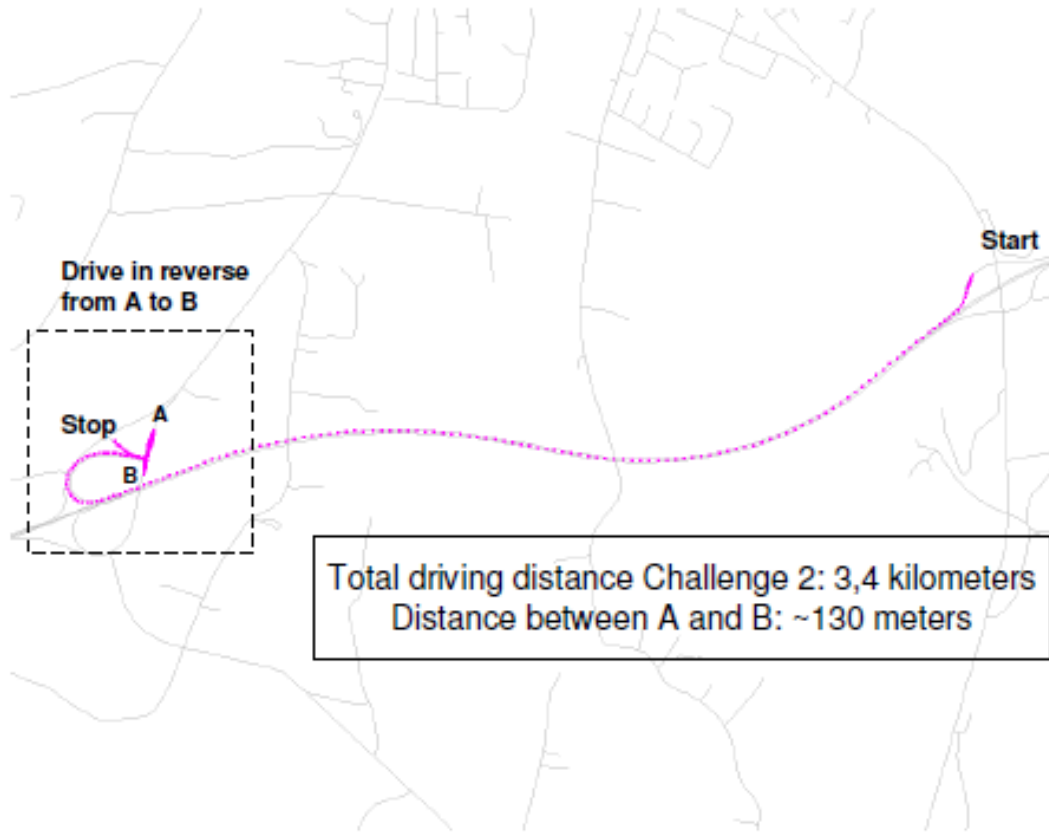 Start
Drive in reverse
from A to B
Stop
A
B
Total driving distance Challenge 2: 3,4 kilometers
Distance between A and B: ~130 meters